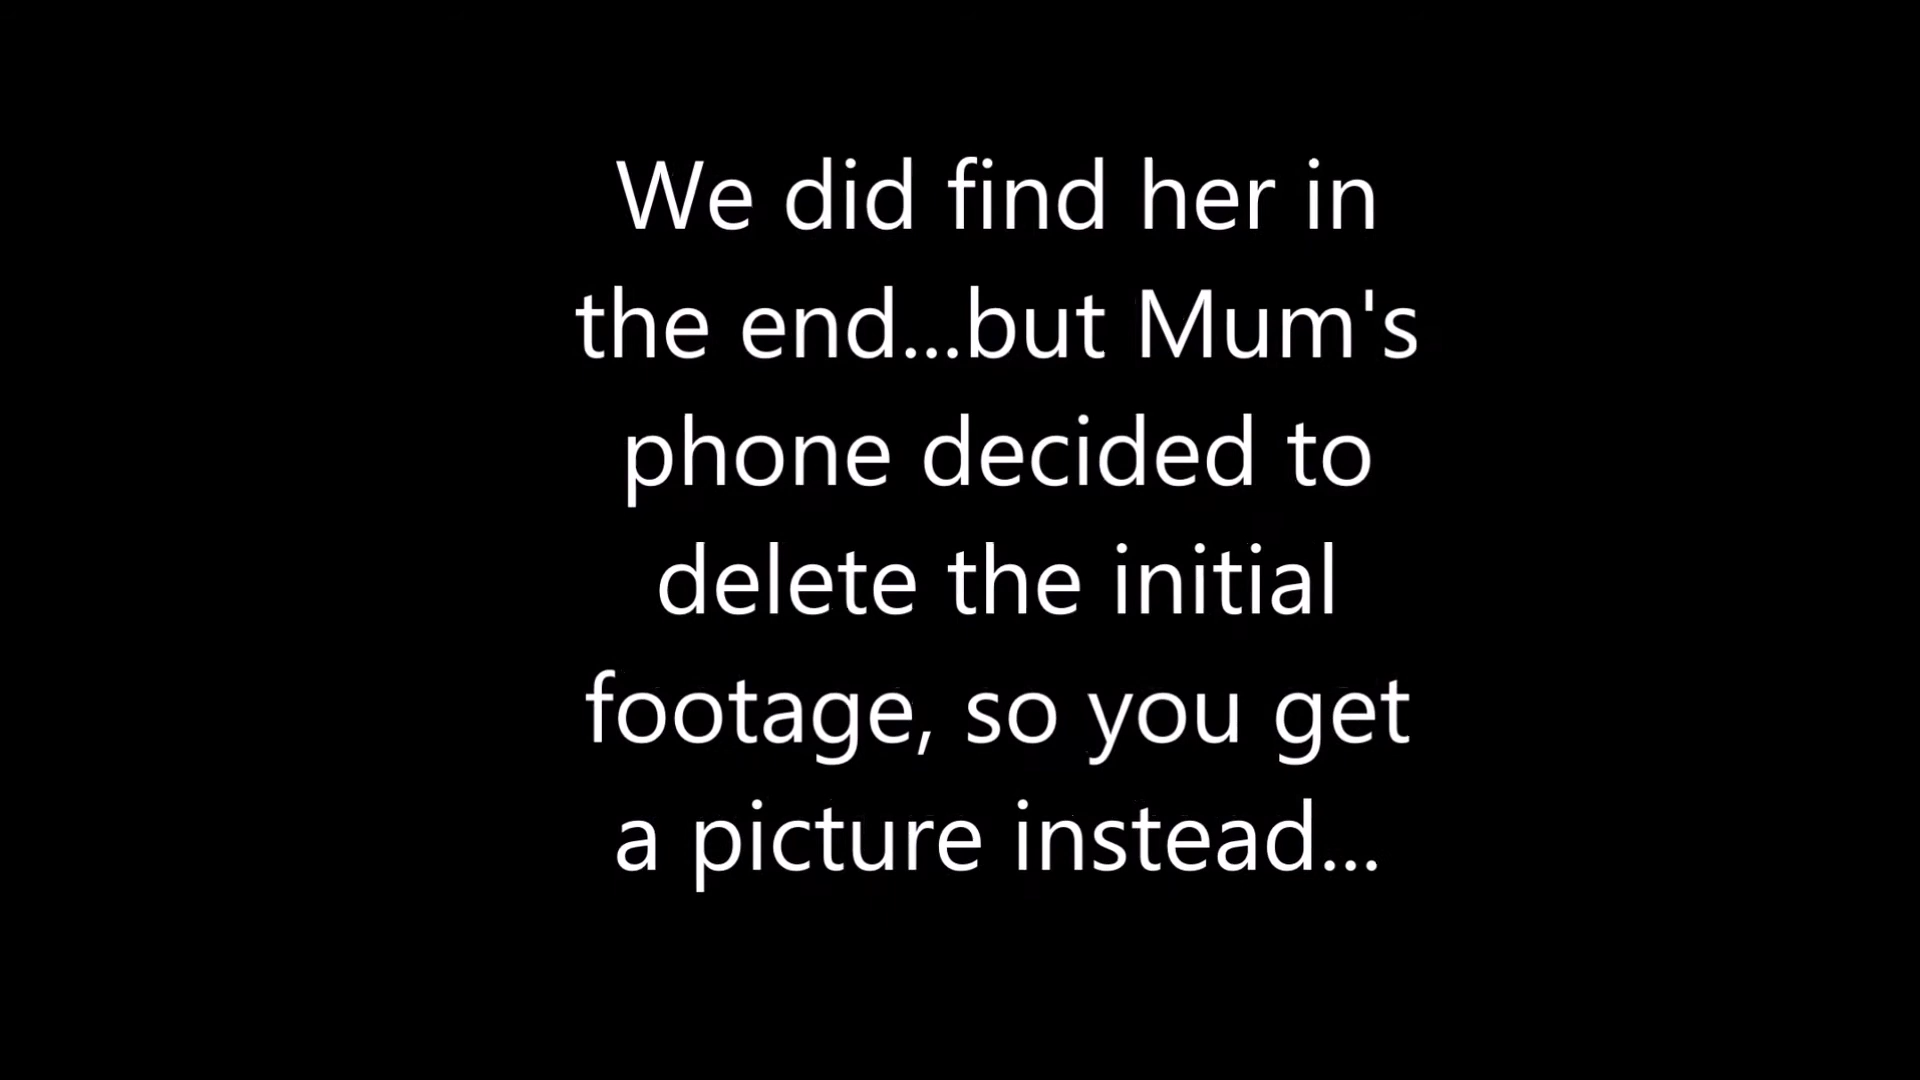 We did find her in
the end...but Mum's
phone decided to
delete the initial
footage, so you get
a picture instead...